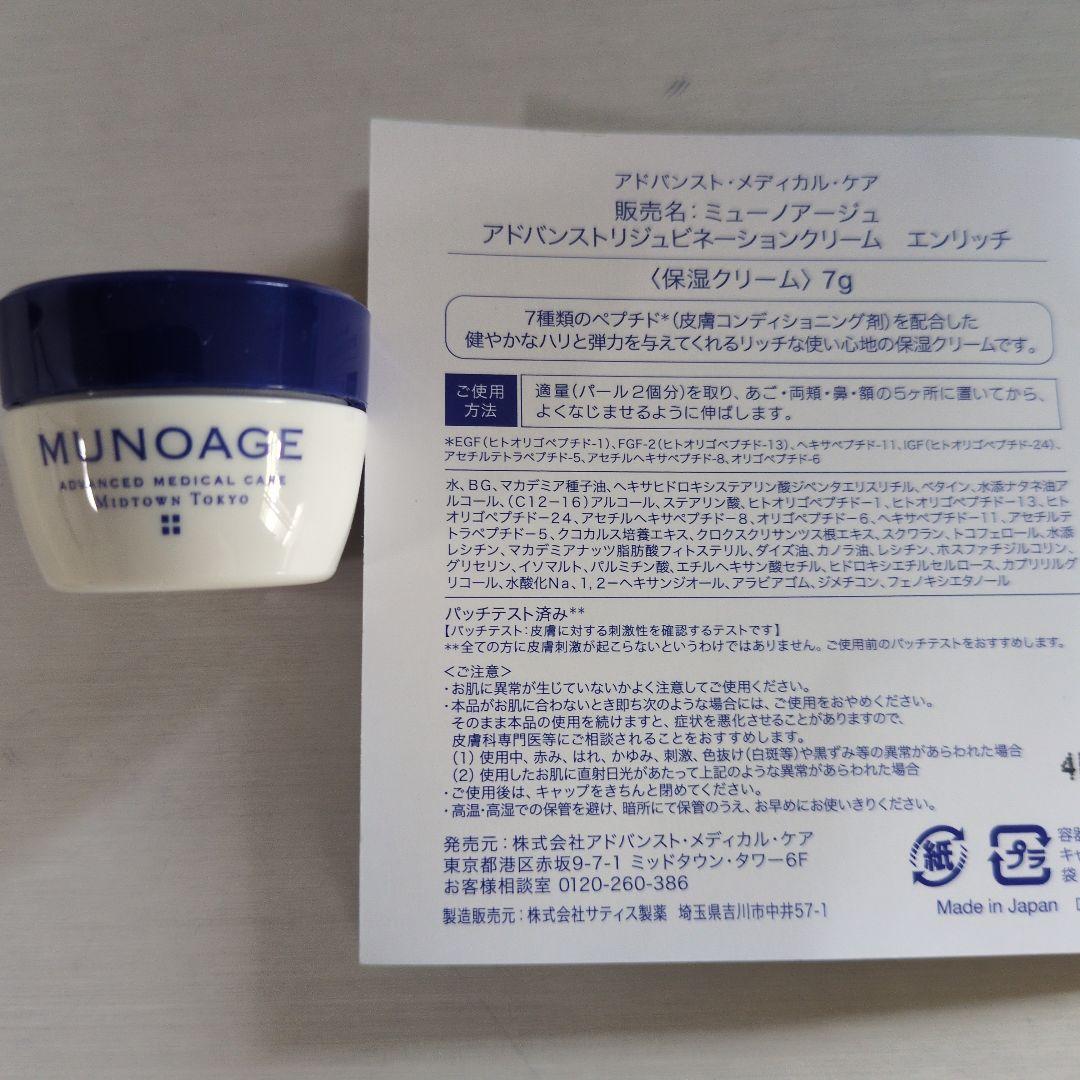 MUNOAGE
ADVANCED MEDICAL CARE
MIDTOWN TOKYO
アドバンスト・メディカル・ケア
販売名：ミューノアージュ
アドバンストリジュビネーションクリーム　エンリッチ
〈保湿クリーム〉7g
7種類のペプチド*（皮膚コンディショニング剤）を配合した
健やかなハリと弾力を与えてくれるリッチな使い心地の保湿クリームです。
ご使用
方法
適量（パール2個分）を取り、あご・両頬・鼻・額の5ヶ所に置いてから、
よくなじませるように伸ばします。
*EGF（ヒトオリゴペプチド-1）、FGF-2（ヒトオリゴペプチド-13）、ヘキサペプチド-11、IGF（ヒトオリゴペプチド-24）、
アセチルテトラペプチド-5、アセチルヘキサペプチド-8、オリゴペプチド-6
水、BG、マカデミア種子油、ヘキサヒドロキシステアリン酸ジペンタエリスリチル、ベタイン、水添ナタネ油ア
ルコール、（C12－16）アルコール、ステアリン酸、ヒトオリゴペプチド－1、ヒトオリゴペプチド－13、ヒト
オリゴペプチド－24、アセチルヘキサペプチド－8、オリゴペプチド－6、ヘキサペプチド－11、アセチルテ
トラペプチド－5、クコカルス培養エキス、クロクスクリサンツス根エキス、スクワラン、トコフェロール、水添
レシチン、マカデミアナッツ脂肪酸フィトステリル、ダイズ油、カノラ油、レシチン、ホスファチジルコリン、
グリセリン、イソマルト、パルミチン酸、エチルヘキサン酸セチル、ヒドロキシエチルセルロース、カプリリルグ
リコール、水酸化Na、1,2－ヘキサンジオール、アラビアゴム、ジメチコン、フェノキシエタノール
パッチテスト済み**
【パッチテスト：皮膚に対する刺激性を確認するテストです】
**全ての方に皮膚刺激が起こらないというわけではありません。ご使用前のパッチテストをおすすめします。
＜ご注意＞
・お肌に異常が生じていないかよく注意してご使用ください。
・本品がお肌に合わないとき即ち次のような場合には、ご使用をおやめください。
そのまま本品の使用を続けますと、症状を悪化させることがありますので、
皮膚科専門医等にご相談されることをおすすめします。
（1）使用中、赤み、はれ、かゆみ、刺激、色抜け（白斑等）や黒ずみ等の異常があらわれた場合
（2）使用したお肌に直射日光があたって上記のような異常があらわれた場合
・ご使用後は、キャップをきちんと閉めてください。
・高温・高湿での保管を避け、暗所にて保管のうえ、お早めにお使いきりください。
発売元：株式会社アドバンスト・メディカル・ケア
東京都港区赤坂9-7-1 ミッドタウン・タワー6F
お客様相談室 0120-260-386
製造販売元：株式会社サティス製薬　埼玉県吉川市中井57-1
紙
プラ
容器
キャ
袋
Made in Japan